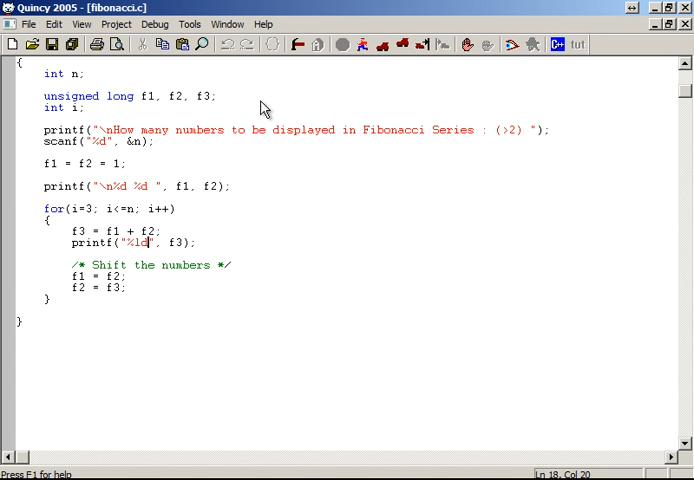 Quincy 2005 - [fibonacci.c]
File Edit View Project Debug Tools Window Help
C++ tut
{
int n;
unsigned long f1, f2, f3;
int i;
printf("\nHow many numbers to be displayed in Fibonacci Series : (>2) ");
scanf("%d", &n);
f1 = f2 = 1;
printf("\n%d %d ", f1, f2);
for(i=3; i<=n; i++)
{
f3 = f1 + f2;
printf("%ld", f3);
/* Shift the numbers */
f1 = f2;
f2 = f3;
}
}
Press F1 for help
Ln 18, Col 20